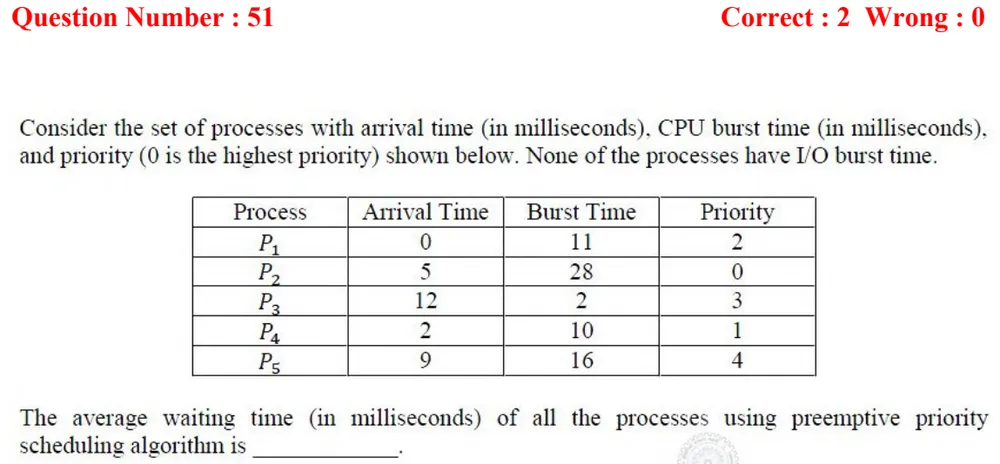 Question Number : 51 Correct : 2 Wrong : 0
Consider the set of processes with arrival time (in milliseconds), CPU burst time (in milliseconds),
and priority (0 is the highest priority) shown below. None of the processes have I/O burst time.
Process Arrival Time Burst Time Priority
P₁ 0 11 2
P₂ 5 28 0
P₃ 12 2 3
P₄ 2 10 1
P₅ 9 16 4
The average waiting time (in milliseconds) of all the processes using preemptive priority
scheduling algorithm is ______________.